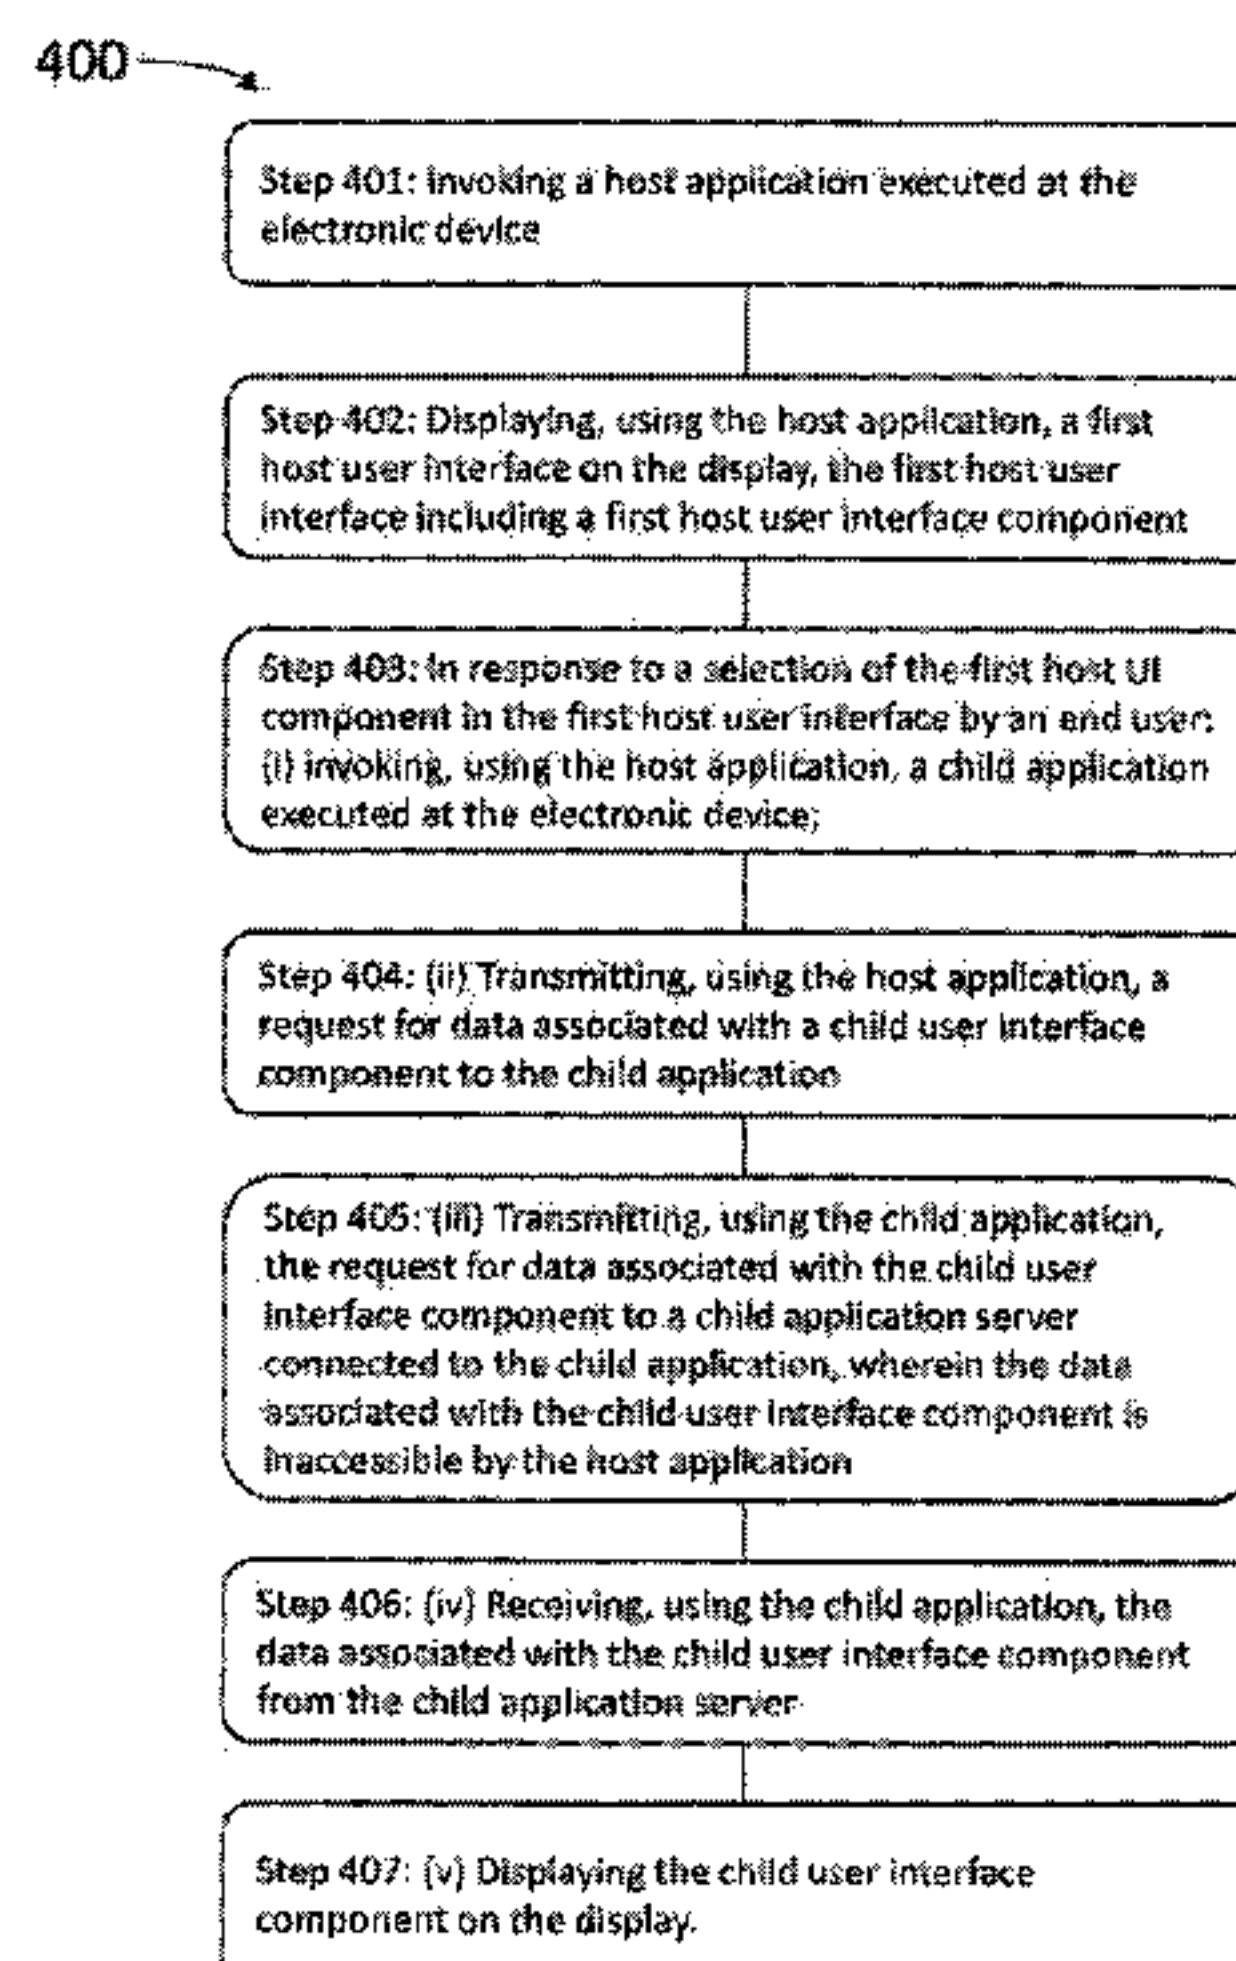 400
Step 401: Invoking a host application executed at the
electronic device
Step 402: Displaying, using the host application, a first
host user interface on the display, the first host user
interface including a first host user interface component
Step 403: In response to a selection of the first host UI
component in the first host user interface by an end user:
(i) invoking, using the host application, a child application
executed at the electronic device;
Step 404: (ii) Transmitting, using the host application, a
request for data associated with a child user interface
component to the child application
Step 405: (iii) Transmitting, using the child application,
the request for data associated with the child user
interface component to a child application server
connected to the child application, wherein the data
associated with the child user interface component is
inaccessible by the host application
Step 406: (iv) Receiving, using the child application, the
data associated with the child user interface component
from the child application server
Step 407: (v) Displaying the child user interface
component on the display.